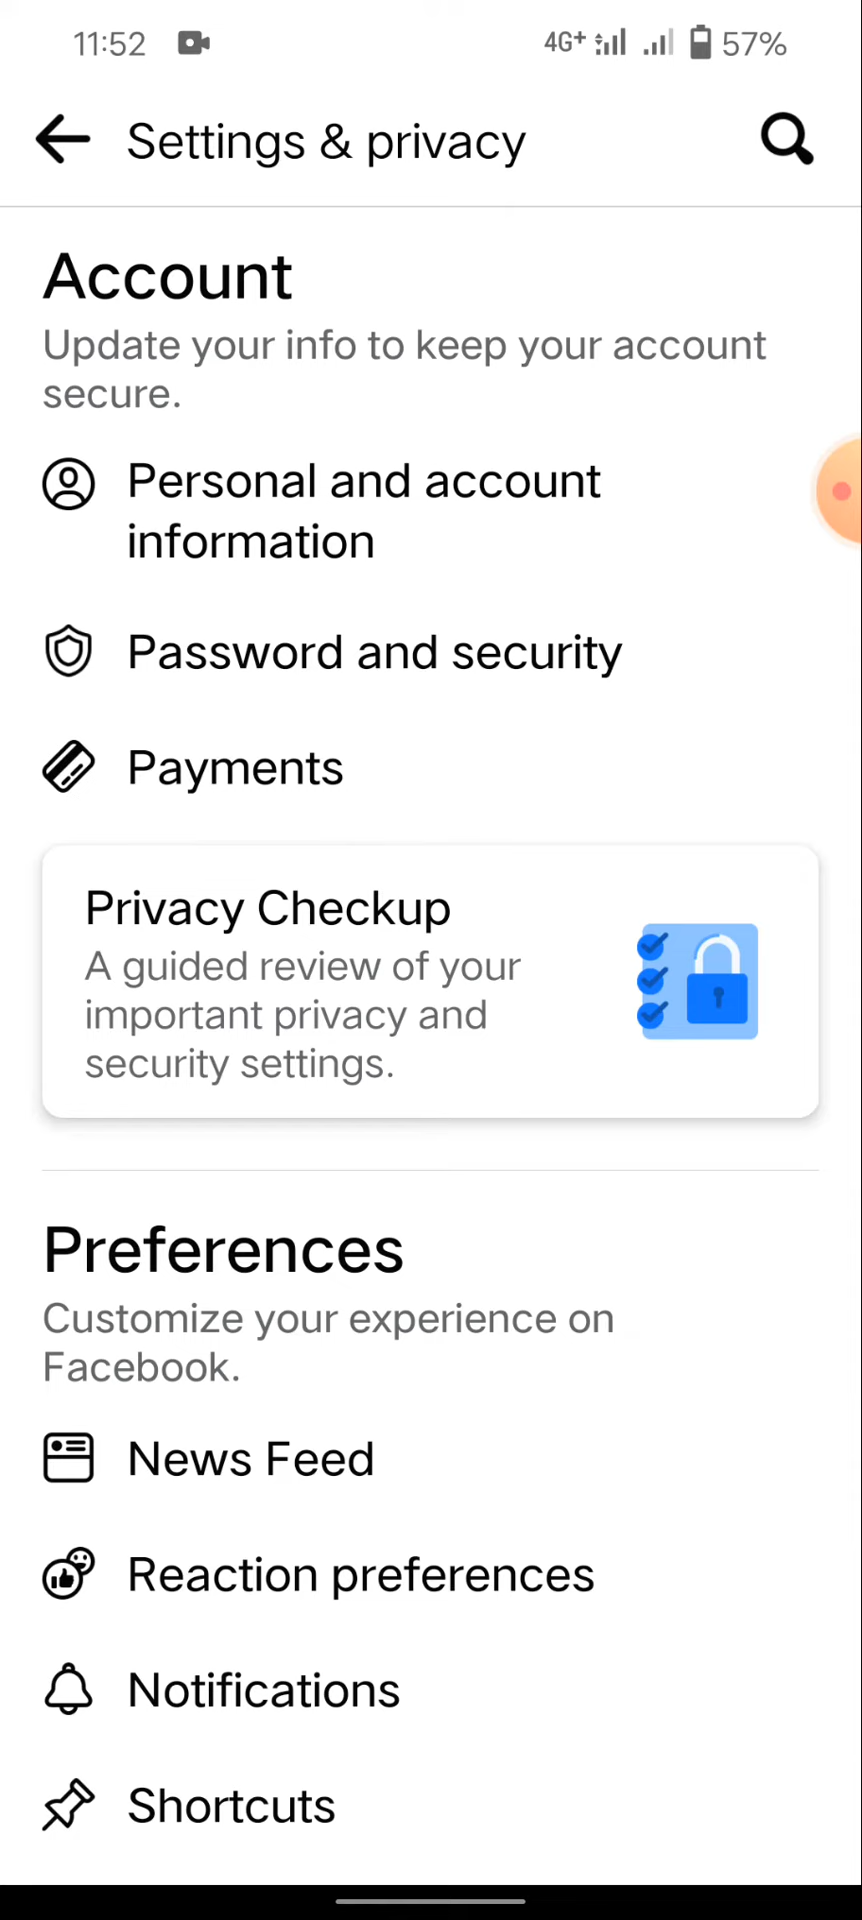 11:52
4G+ 57%
Settings & privacy
Account
Update your info to keep your account
secure.
Personal and account
information
Password and security
Payments
Privacy Checkup
A guided review of your
important privacy and
security settings.
Preferences
Customize your experience on
Facebook.
News Feed
Reaction preferences
Notifications
Shortcuts